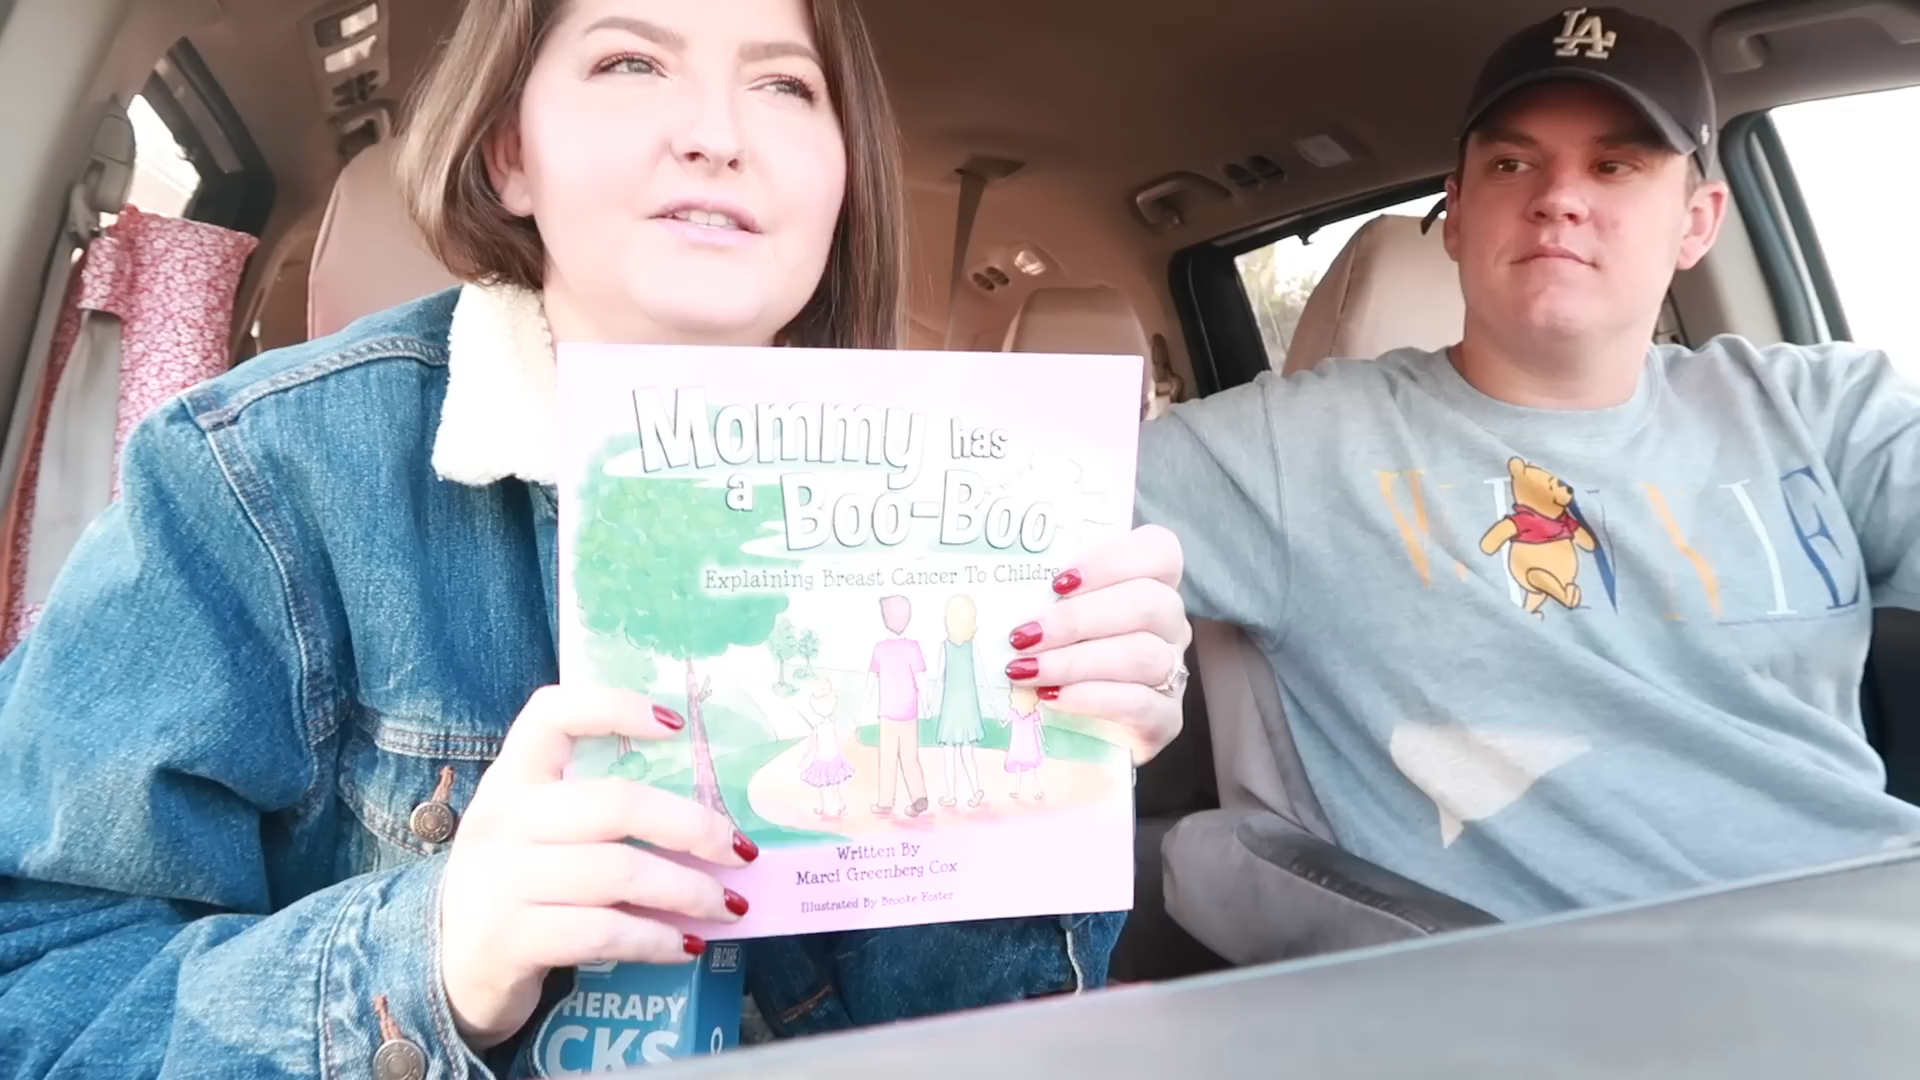 LA
Mommy has
a Boo-Boo
Explaining Breast Cancer To Childre
Written By
Marci Greenberg Cox
Illustrated By Brooke Foster
WINNIE
HERAPY
CKS